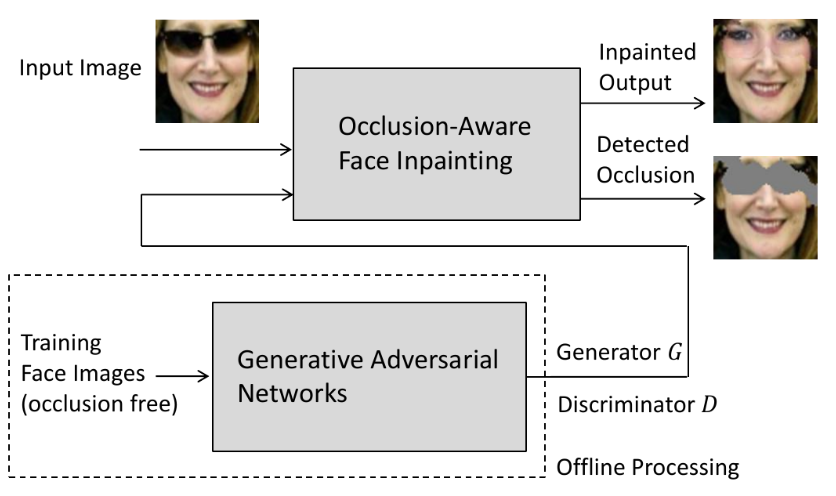 Input Image
Inpainted
Output
Occlusion-Aware
Face Inpainting
Detected
Occlusion
Training
Face Images
(occlusion free)
Generative Adversarial
Networks
Generator G
Discriminator D
Offline Processing